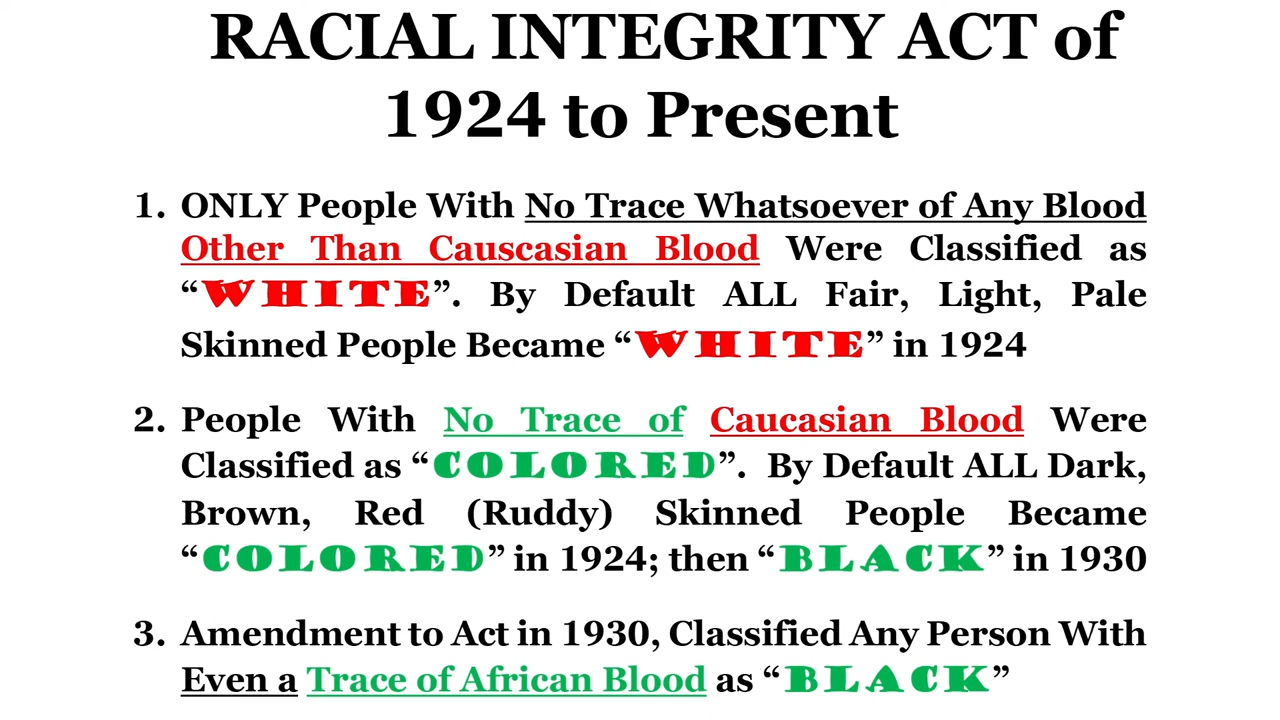 RACIAL INTEGRITY ACT of
1924 to Present
1. ONLY People With No Trace Whatsoever of Any Blood
Other Than Causcasian Blood Were Classified as
“WHITE”. By Default ALL Fair, Light, Pale
Skinned People Became “WHITE” in 1924
2. People With No Trace of Caucasian Blood Were
Classified as “COLORED”. By Default ALL Dark,
Brown, Red (Ruddy) Skinned People Became
“COLORED” in 1924; then “BLACK” in 1930
3. Amendment to Act in 1930, Classified Any Person With
Even a Trace of African Blood as “BLACK”